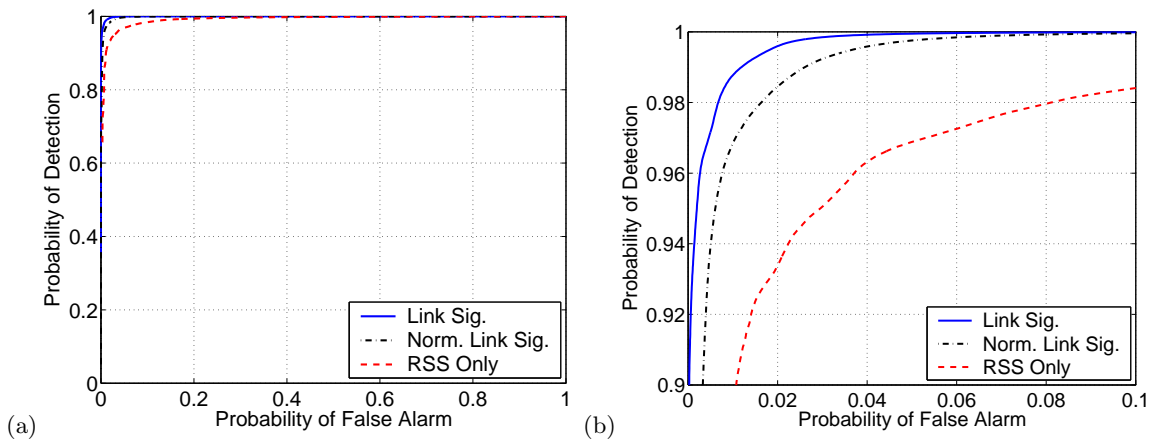 1
0.8
0.6
0.4
0.2
0
Probability of Detection
Link Sig.
Norm. Link Sig.
RSS Only
0 0.2 0.4 0.6 0.8 1
Probability of False Alarm
(a)
1
0.98
0.96
0.94
0.92
0.9
Probability of Detection
Link Sig.
Norm. Link Sig.
RSS Only
0 0.02 0.04 0.06 0.08 0.1
Probability of False Alarm
(b)